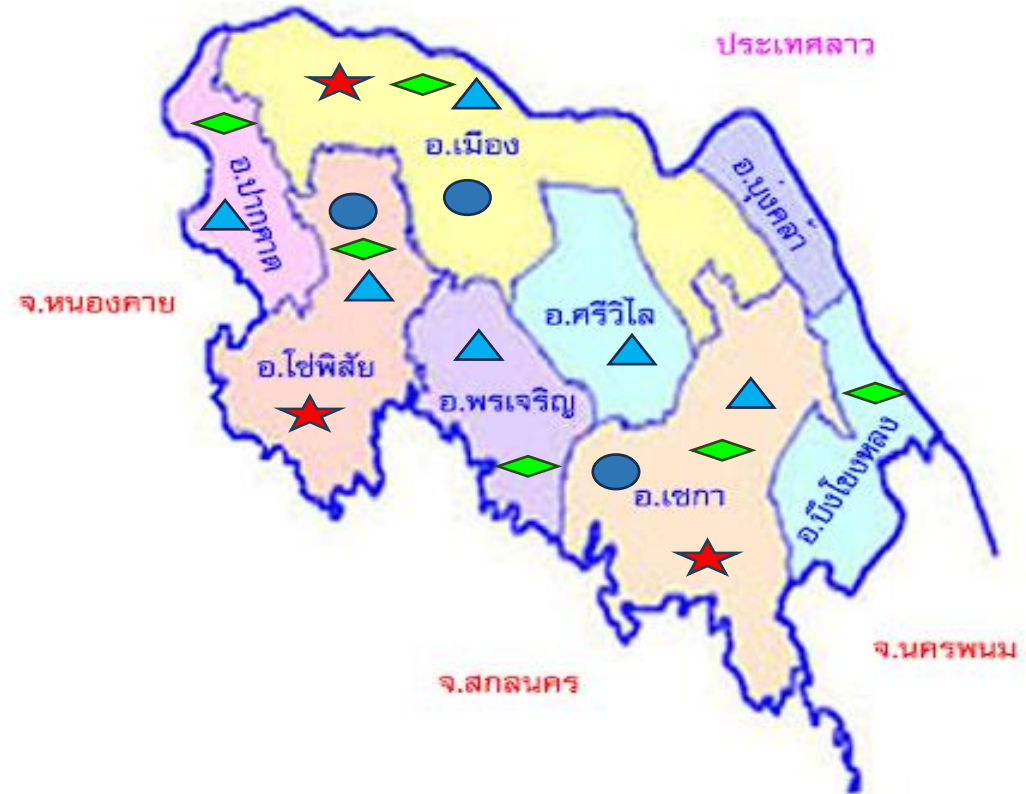 ประเทศลาว
อ.เมือง
อ.บุ่งคล้า
อ.ปากคาด
จ.หนองคาย
อ.ศรีวิไล
อ.โซ่พิสัย
อ.พรเจริญ
อ.เซกา
อ.บึงโขงหลง
จ.นครพนม
จ.สกลนคร